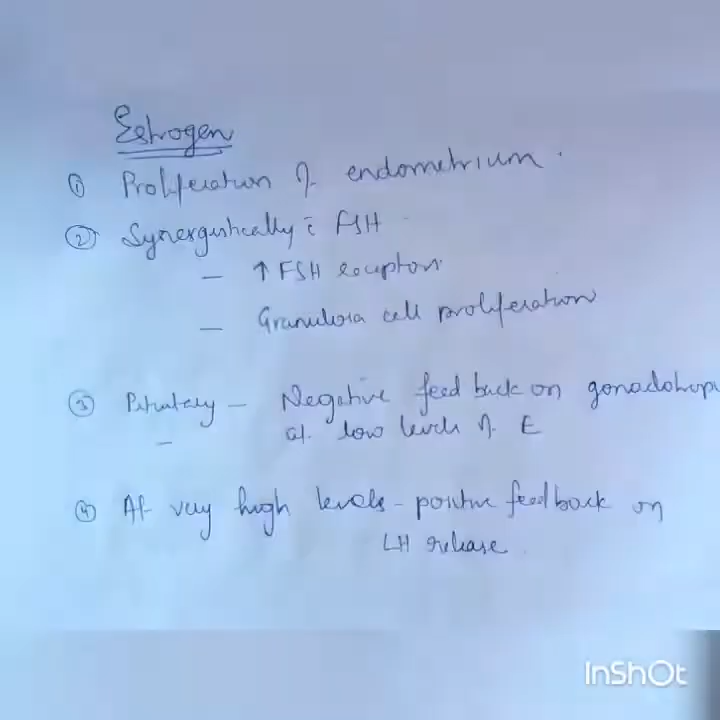 Estrogen
① Proliferation of endometrium.
② Synergistically c̄ FSH
— ↑ FSH receptors
— Granulosa cell proliferation
③ Pituitary — Negative feed back on gonadotrop
at low levels of E
—
④ At very high levels - positive feedback on
LH release
InShOt